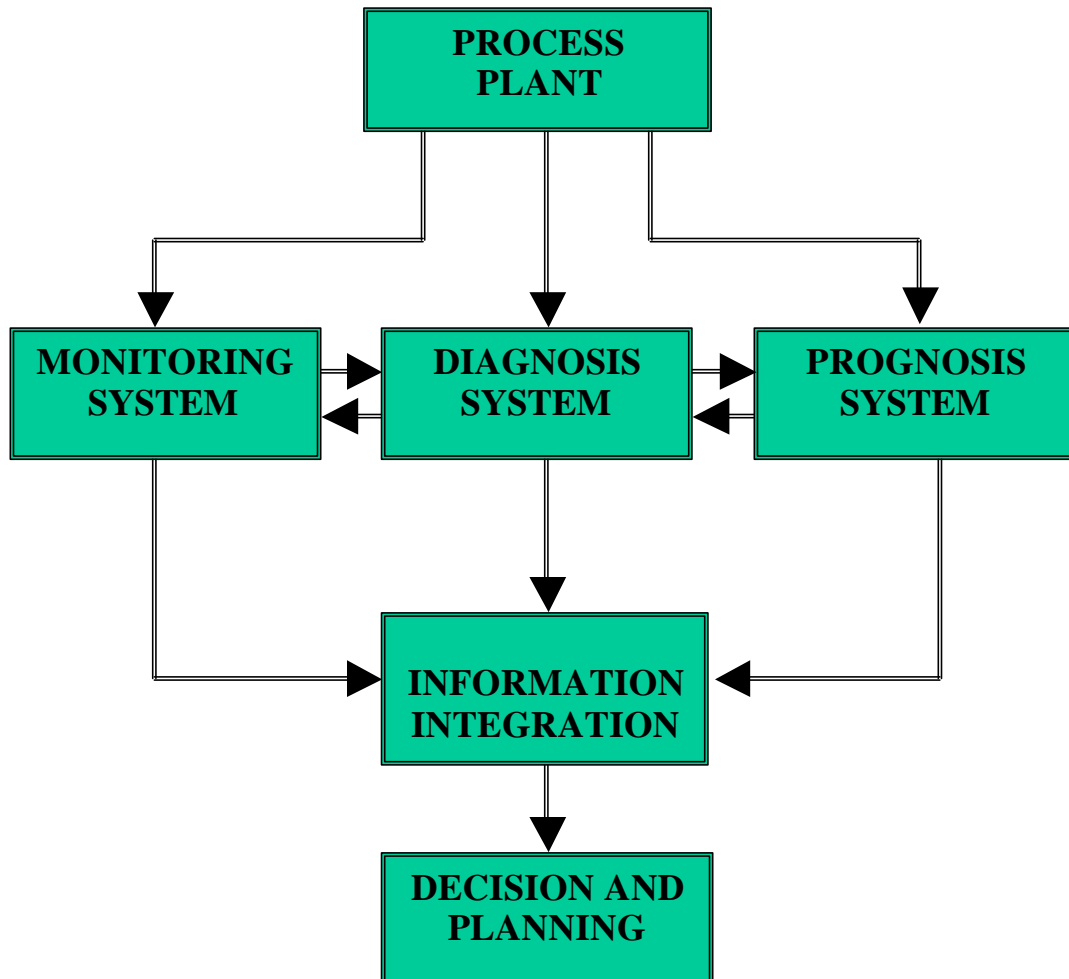 PROCESS
PLANT
MONITORING
SYSTEM
DIAGNOSIS
SYSTEM
PROGNOSIS
SYSTEM
INFORMATION
INTEGRATION
DECISION AND
PLANNING